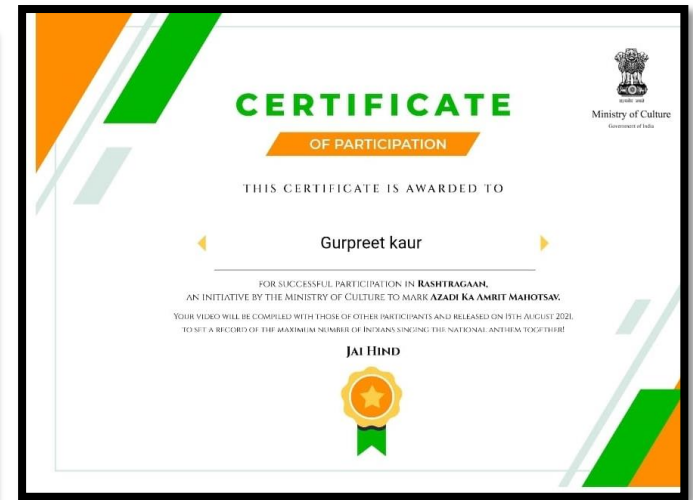 CERTIFICATE
OF PARTICIPATION
Ministry of Culture
Government of India
THIS CERTIFICATE IS AWARDED TO
Gurpreet kaur
FOR SUCCESSFUL PARTICIPATION IN RASHTRAGAAN,
AN INITIATIVE BY THE MINISTRY OF CULTURE TO MARK AZADI KA AMRIT MAHOTSAV.
YOUR VIDEO WILL BE COMPILED WITH THOSE OF OTHER PARTICIPANTS AND RELEASED ON 15TH AUGUST 2021,
TO SET A RECORD OF THE MAXIMUM NUMBER OF INDIANS SINGING THE NATIONAL ANTHEM TOGETHER!
JAI HIND